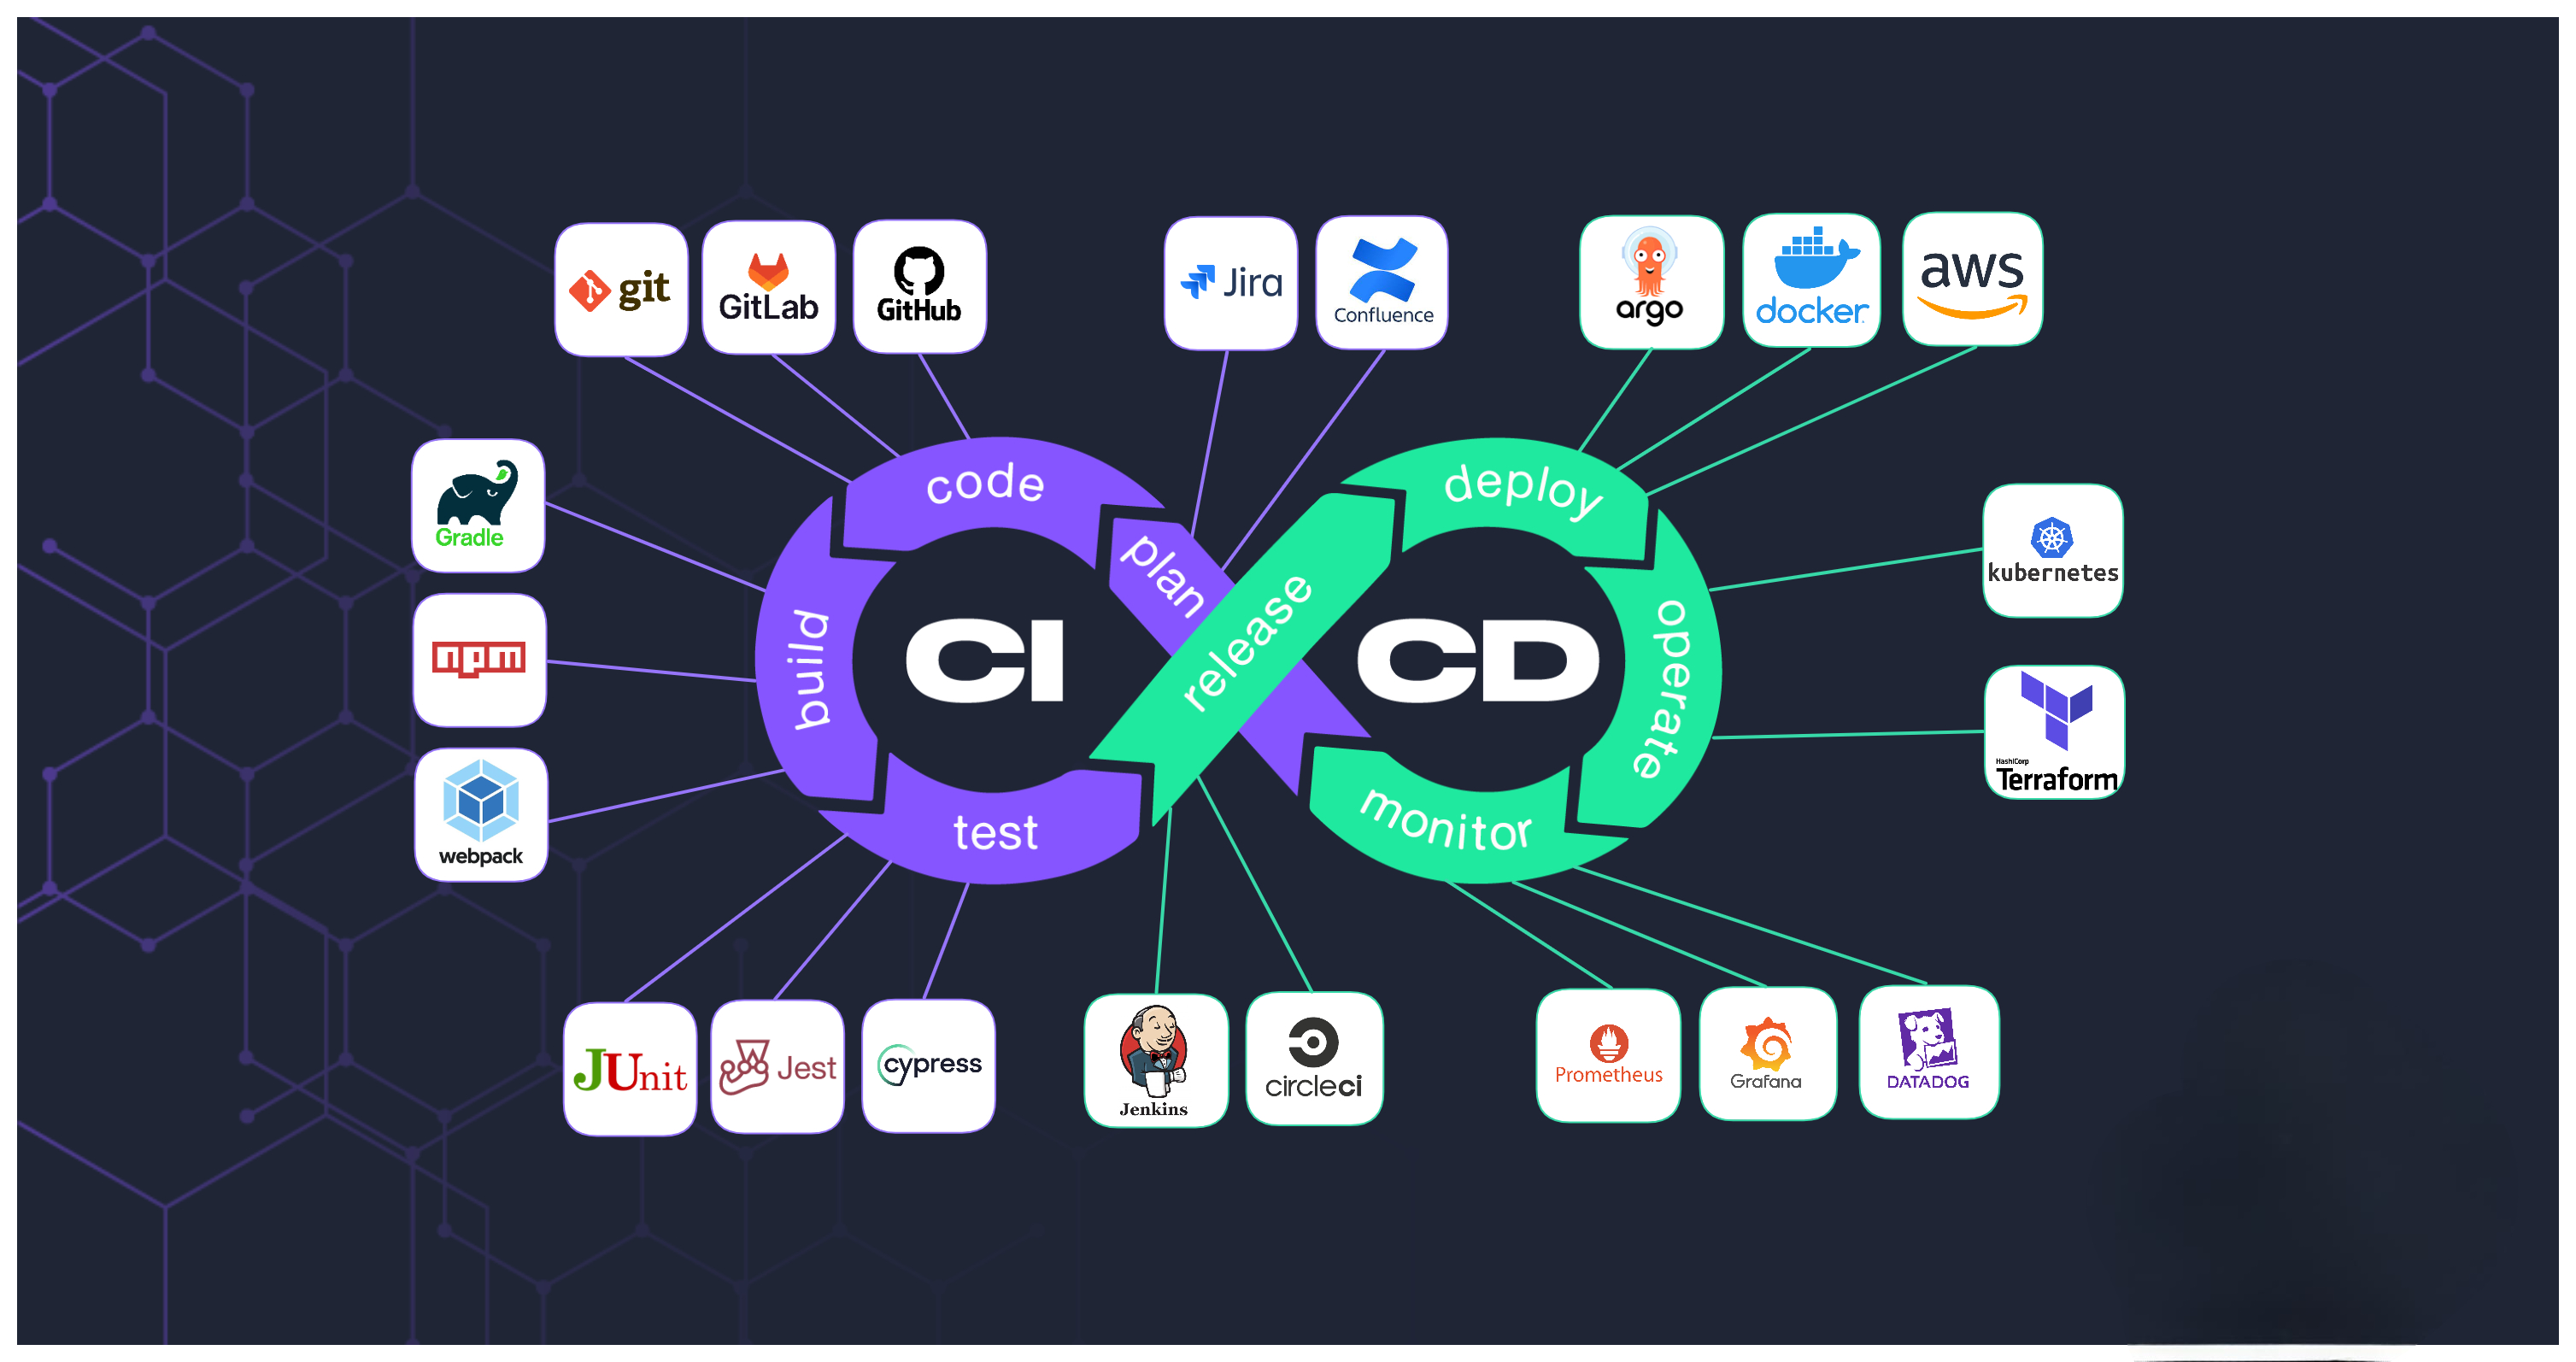 git
GitLab
GitHub
Jira
Confluence
argo
docker
aws
Gradle
npm
webpack
code
plan
build
test
CI
release
CD
deploy
operate
monitor
kubernetes
HashiCorp
Terraform
JUnit
Jest
cypress
Jenkins
circleci
Prometheus
Grafana
DATADOG